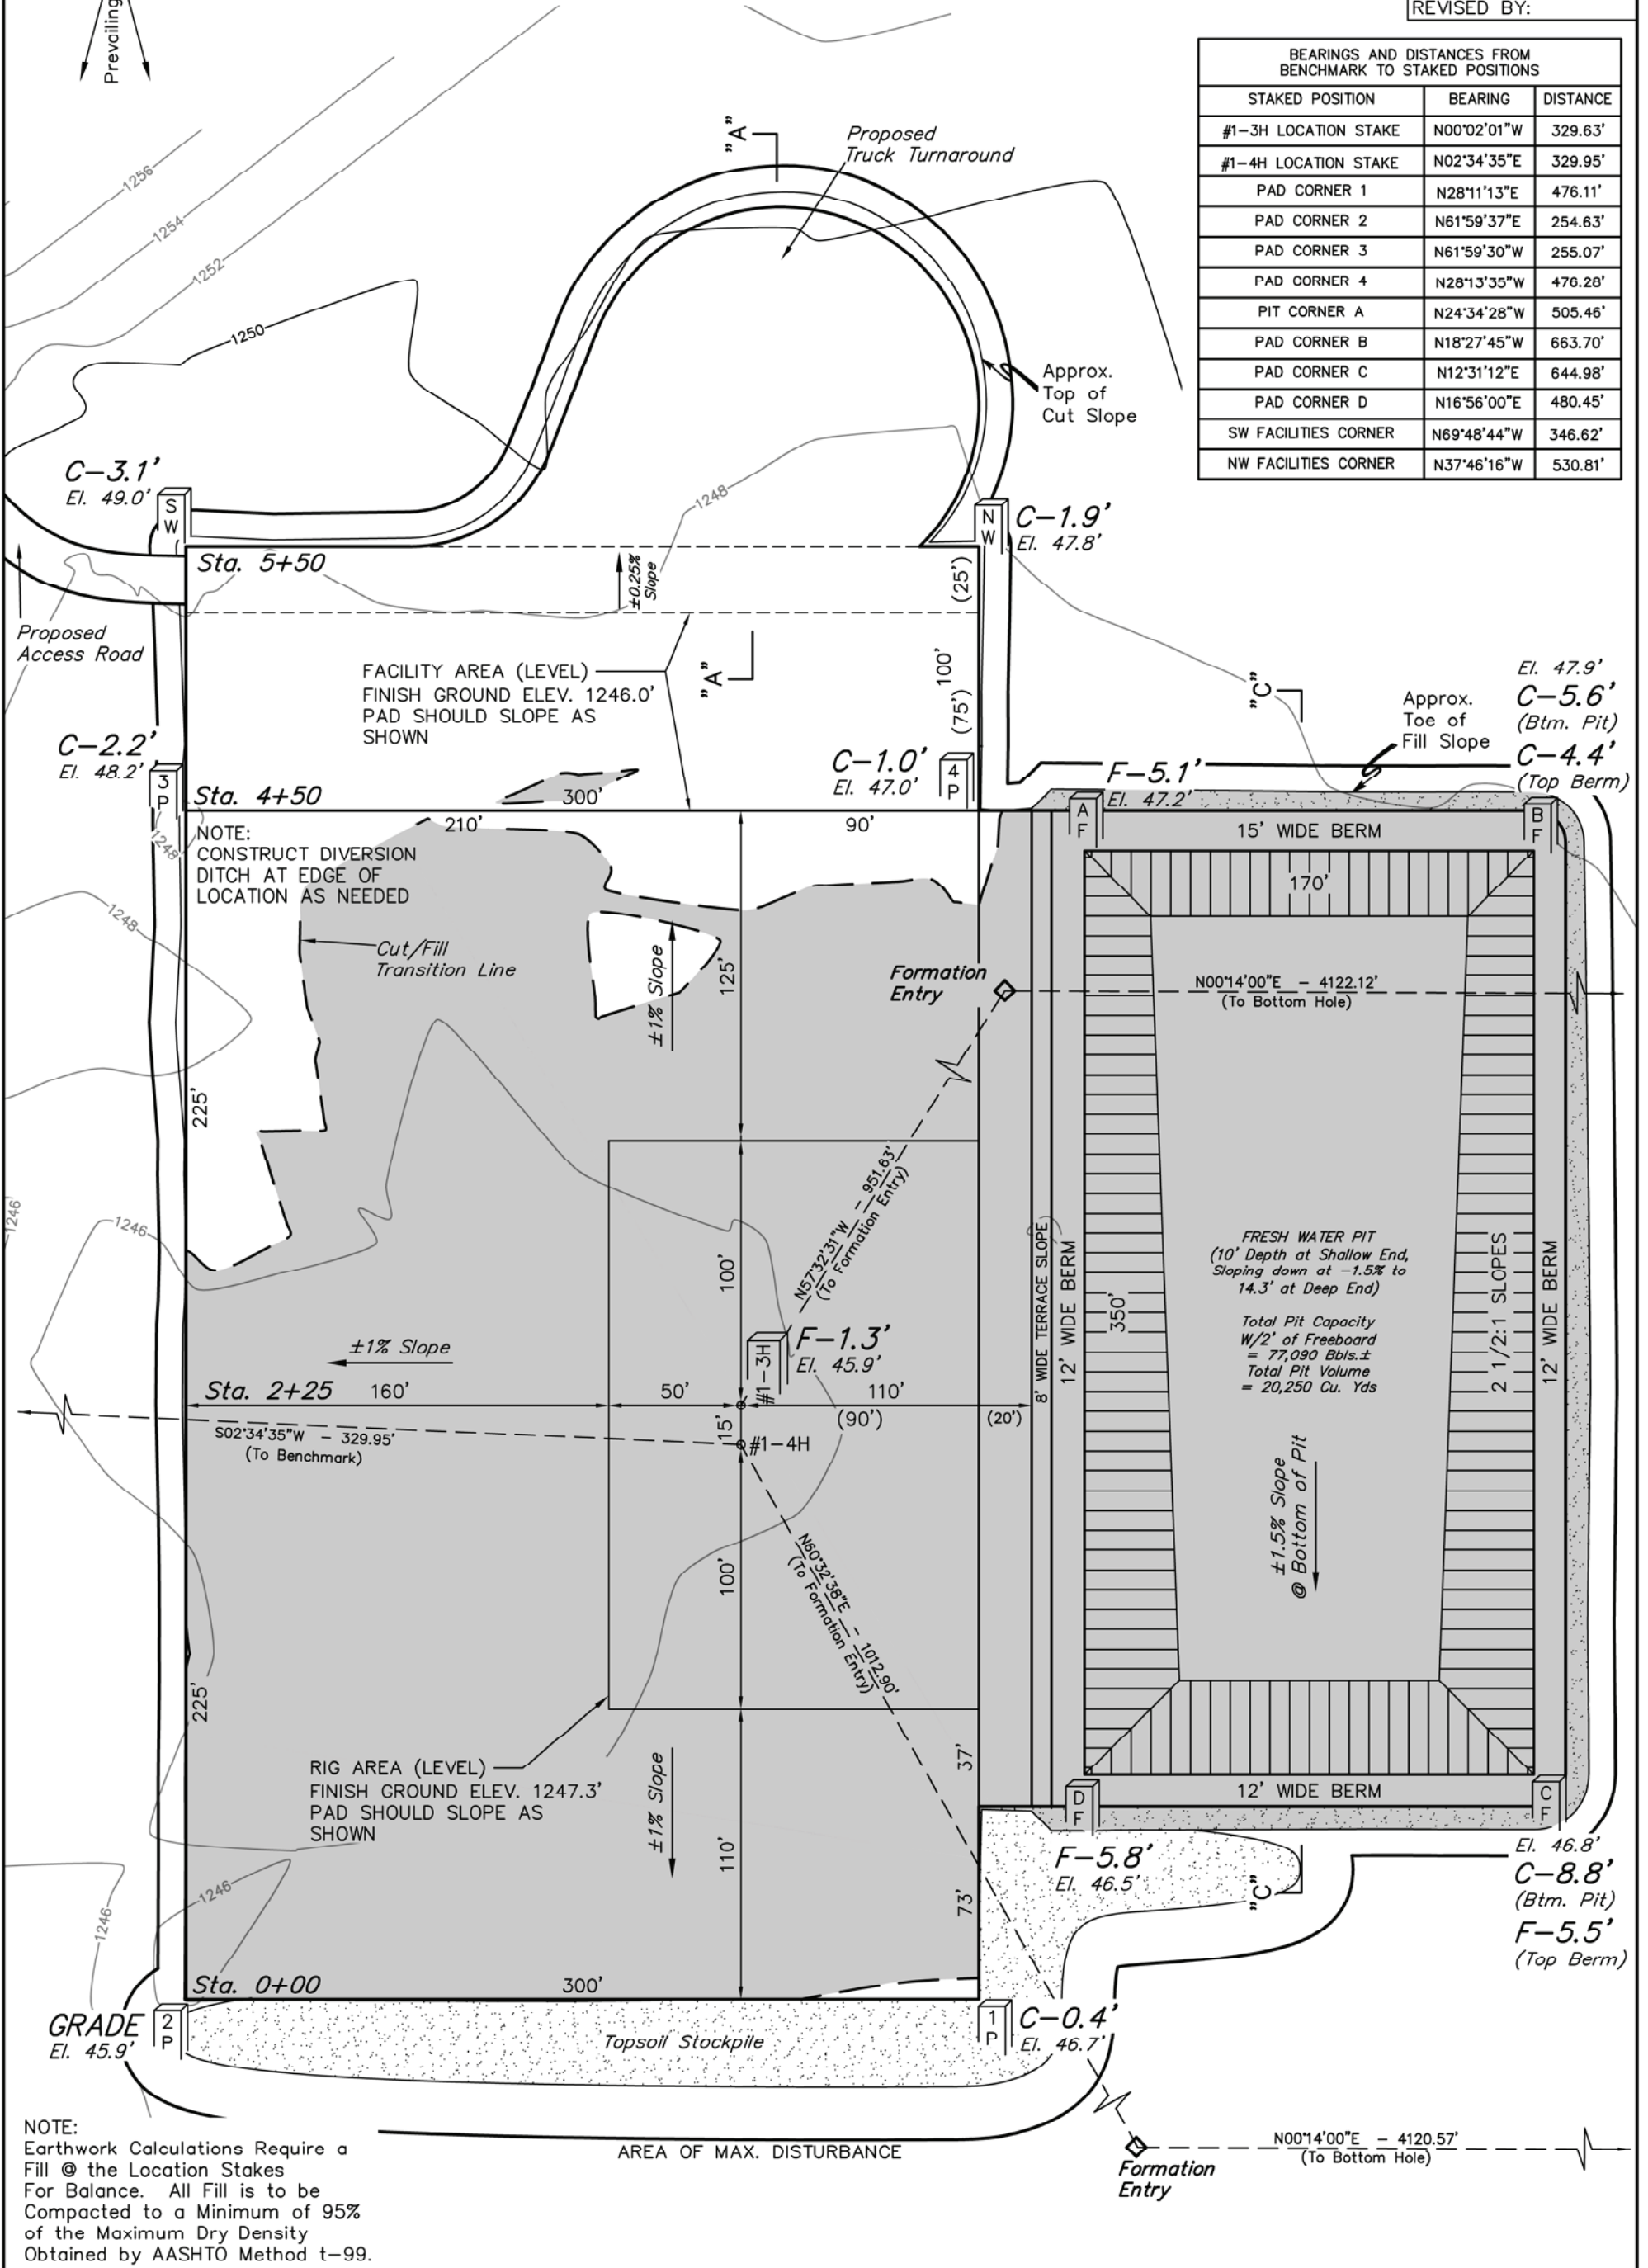 Prevailing
REVISED BY:
BEARINGS AND DISTANCES FROM
BENCHMARK TO STAKED POSITIONS
STAKED POSITION BEARING DISTANCE
#1-3H LOCATION STAKE N00°02'01"W 329.63'
#1-4H LOCATION STAKE N02°34'35"E 329.95'
PAD CORNER 1 N28°11'13"E 476.11'
PAD CORNER 2 N61°59'37"E 254.63'
PAD CORNER 3 N61°59'30"W 255.07'
PAD CORNER 4 N28°13'35"W 476.28'
PIT CORNER A N24°34'28"W 505.46'
PAD CORNER B N18°27'45"W 663.70'
PAD CORNER C N12°31'12"E 644.98'
PAD CORNER D N16°56'00"E 480.45'
SW FACILITIES CORNER N69°48'44"W 346.62'
NW FACILITIES CORNER N37°46'16"W 530.81'
"A"
Proposed
Truck Turnaround
1256
1254
1252
1250
Approx.
Top of
Cut Slope
C-3.1'
El. 49.0'
S
W
1248
N
W
C-1.9'
El. 47.8'
Sta. 5+50
±0.25%
Slope
(25')
Proposed
Access Road
FACILITY AREA (LEVEL)
FINISH GROUND ELEV. 1246.0'
PAD SHOULD SLOPE AS
SHOWN
"A"
100'
(75')
"C"
Approx.
Toe of
Fill Slope
El. 47.9'
C-5.6'
(Btm. Pit)
C-4.4'
(Top Berm)
C-2.2'
El. 48.2'
3
P
C-1.0'
El. 47.0'
4
P
F-5.1'
El. 47.2'
A
F
B
F
Sta. 4+50
300'
210'
90'
15' WIDE BERM
NOTE:
CONSTRUCT DIVERSION
DITCH AT EDGE OF
LOCATION AS NEEDED
1248
170'
1248
Cut/Fill
Transition Line
±1% Slope
125'
Formation
Entry
N00°14'00"E - 4122.12'
(To Bottom Hole)
225'
N57°32'31"W - 951.63'
(To Formation Entry)
1246
1246
100'
8' WIDE TERRACE SLOPE
12' WIDE BERM
350'
FRESH WATER PIT
(10' Depth at Shallow End,
Sloping down at -1.5% to
14.3' at Deep End)
Total Pit Capacity
W/2' of Freeboard
= 77,090 Bbls.±
Total Pit Volume
= 20,250 Cu. Yds
2 1/2:1 SLOPES
12' WIDE BERM
±1% Slope
#1-3H
F-1.3'
El. 45.9'
Sta. 2+25
160'
50'
110'
(90')
(20')
S02°34'35"W - 329.95'
(To Benchmark)
15'
#1-4H
±1.5% Slope
@ Bottom of Pit
100'
N60°32'38"E - 1012.90'
(To Formation Entry)
225'
RIG AREA (LEVEL)
FINISH GROUND ELEV. 1247.3'
PAD SHOULD SLOPE AS
SHOWN
±1% Slope
110'
37'
73'
12' WIDE BERM
D
F
C
F
F-5.8'
El. 46.5'
"C"
El. 46.8'
C-8.8'
(Btm. Pit)
F-5.5'
(Top Berm)
1246
1246
Sta. 0+00
300'
GRADE
El. 45.9'
2
P
Topsoil Stockpile
1
P
C-0.4'
El. 46.7'
NOTE:
Earthwork Calculations Require a
Fill @ the Location Stakes
For Balance. All Fill is to be
Compacted to a Minimum of 95%
of the Maximum Dry Density
Obtained by AASHTO Method t-99.
AREA OF MAX. DISTURBANCE
Formation
Entry
N00°14'00"E - 4120.57'
(To Bottom Hole)